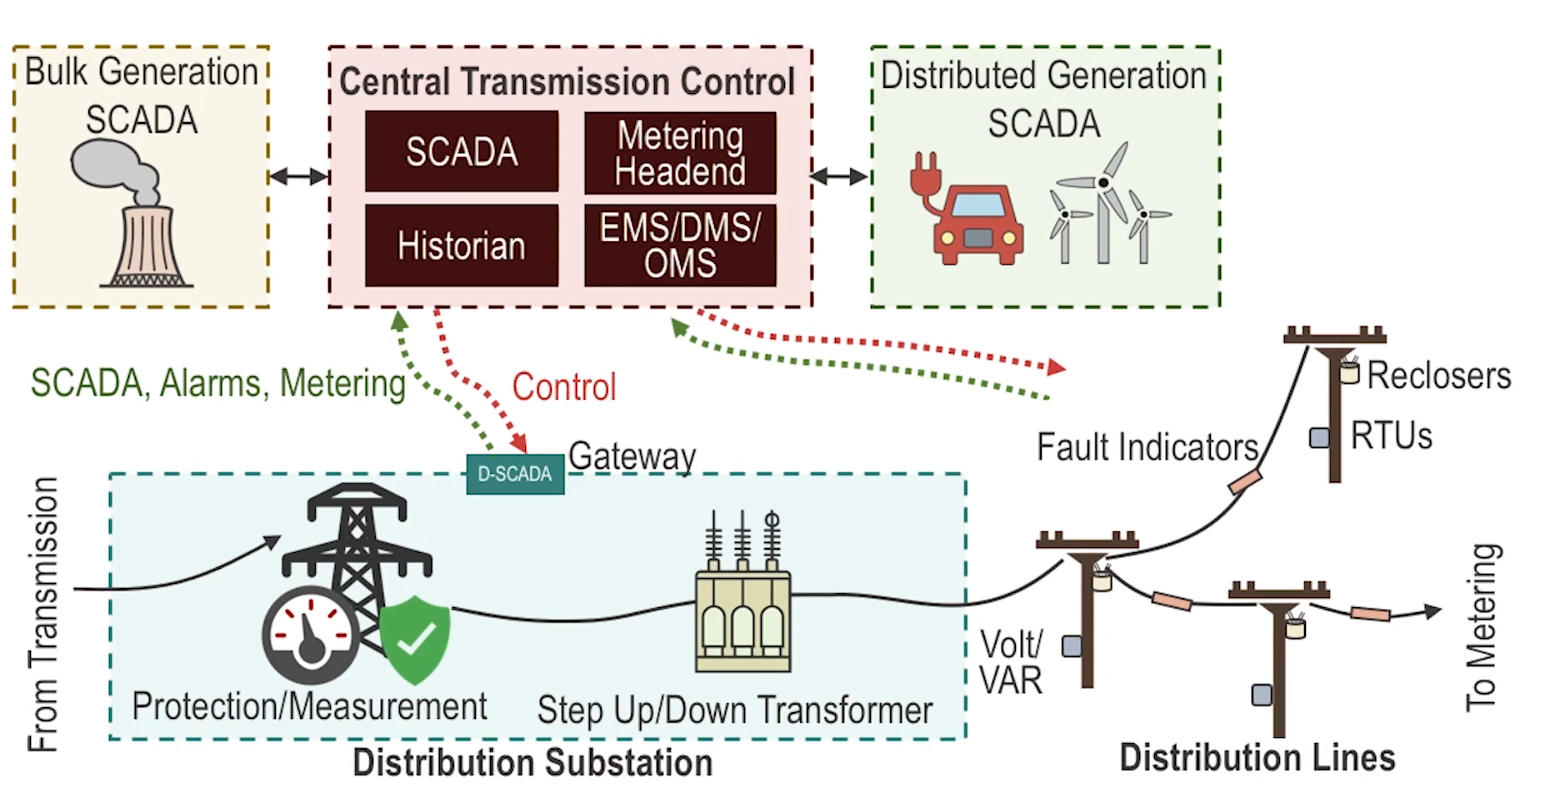 Bulk Generation
SCADA
Central Transmission Control
SCADA
Metering
Headend
Historian
EMS/DMS/
OMS
Distributed Generation
SCADA
SCADA, Alarms, Metering
Control
D-SCADA
Gateway
From Transmission
Protection/Measurement
Step Up/Down Transformer
Distribution Substation
Reclosers
RTUs
Fault Indicators
Volt/
VAR
To Metering
Distribution Lines